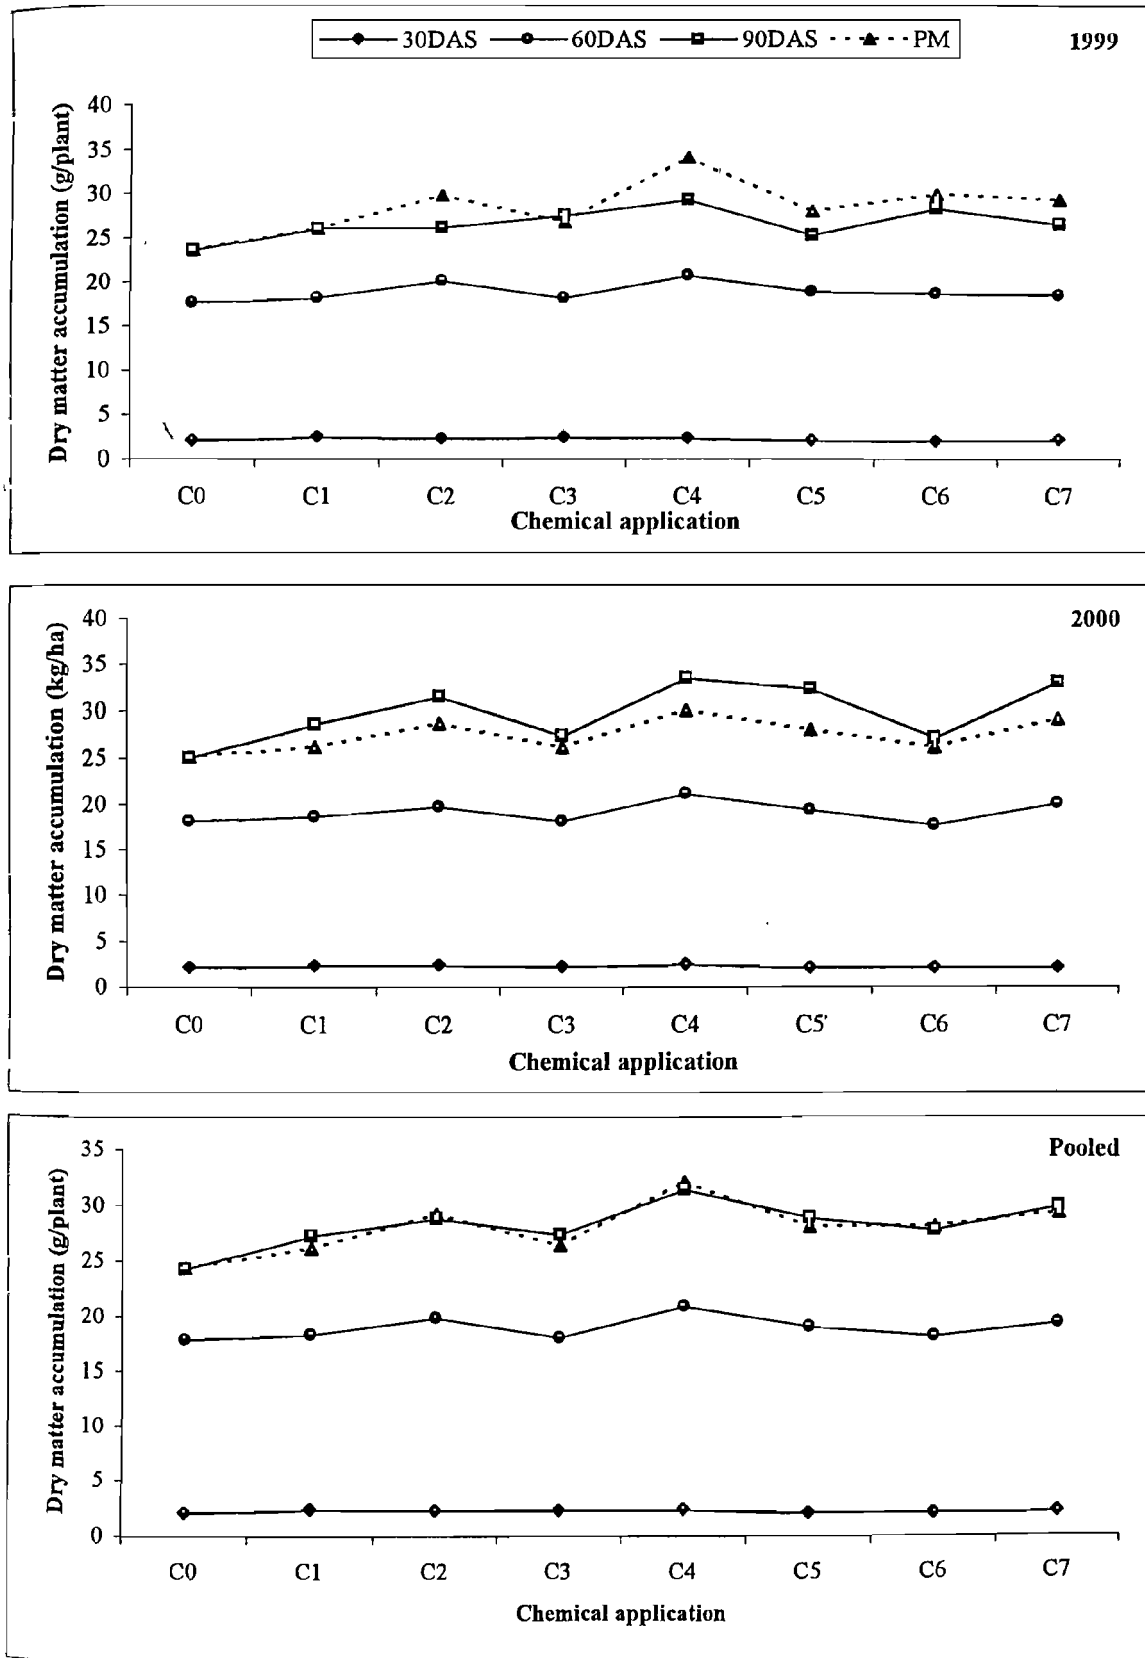 30DAS 60DAS 90DAS PM
1999
Dry matter accumulation (g/plant)
40
35
30
25
20
15
10
5
0
C0 C1 C2 C3 C4 C5 C6 C7
Chemical application
2000
Dry matter accumulation (kg/ha)
40
35
30
25
20
15
10
5
0
C0 C1 C2 C3 C4 C5' C6 C7
Chemical application
Pooled
Dry matter accumulation (g/plant)
35
30
25
20
15
10
5
0
C0 C1 C2 C3 C4 C5 C6 C7
Chemical application